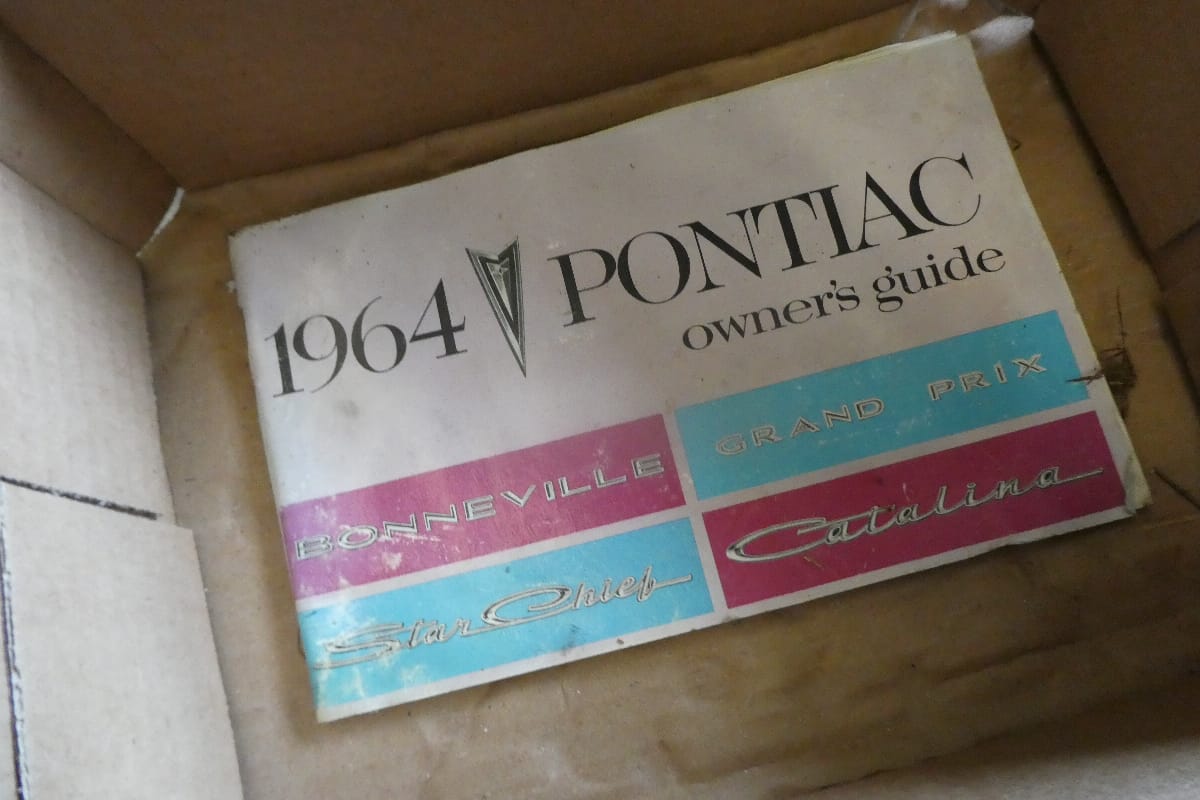 1964 PONTIAC
owner's guide
BONNEVILLE
GRAND PRIX
Star Chief
Catalina